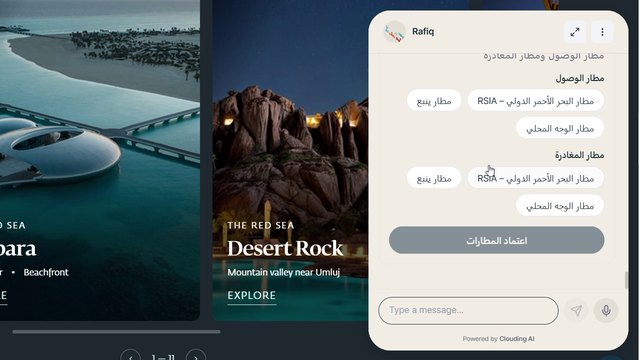 D SEA
bara
r • Beachfront
E
THE RED SEA
Desert Rock
Mountain valley near Umluj
EXPLORE
1 — 11
Rafiq
مطار الوصول ومطار المغادرة
مطار الوصول
مطار البحر الأحمر الدولي – RSIA
مطار ينبع
مطار الوجه المحلي
مطار المغادرة
مطار البحر الأحمر الدولي – RSIA
مطار ينبع
مطار الوجه المحلي
اعتماد المطارات
Type a message...
Powered by Clouding AI